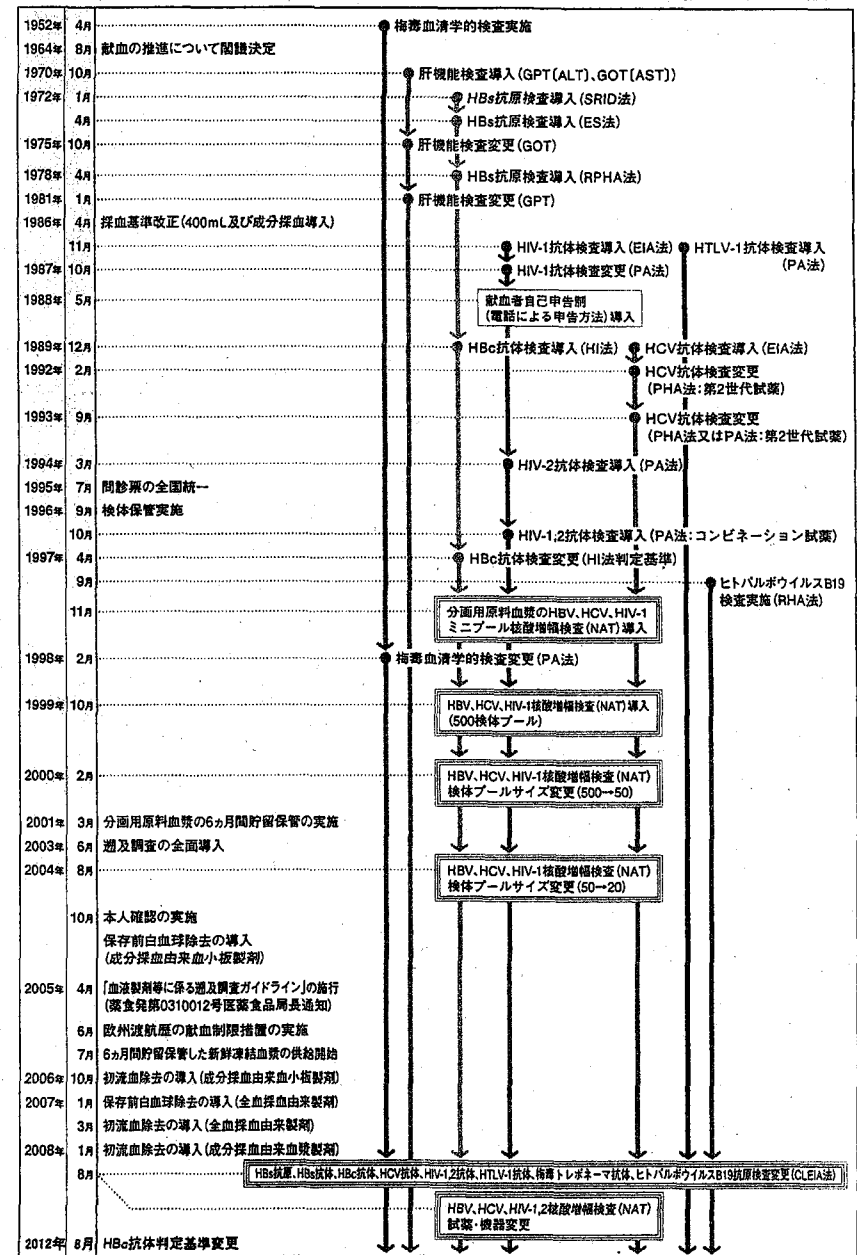 1952年 4月 梅毒血清学的検査実施
1964年 8月 献血の推進について閣議決定
1970年 10月 肝機能検査導入(GPT〔ALT〕、GOT〔AST〕)
1972年 1月 HBs抗原検査導入(SRID法)
4月 HBs抗原検査導入(ES法)
1975年 10月 肝機能検査変更(GOT)
1978年 4月 HBs抗原検査導入(RPHA法)
1981年 1月 肝機能検査変更(GPT)
1986年 4月 採血基準改正(400mL及び成分採血導入)
11月 HIV-1抗体検査導入(EIA法) HTLV-1抗体検査導入
(PA法)
1987年 10月 HIV-1抗体検査変更(PA法)
1988年 5月 献血者自己申告制
(電話による申告方法)導入
1989年 12月 HBc抗体検査導入(HI法) HCV抗体検査導入(EIA法)
1992年 2月 HCV抗体検査変更
(PHA法:第2世代試薬)
1993年 9月 HCV抗体検査変更
(PHA法又はPA法:第2世代試薬)
1994年 3月 HIV-2抗体検査導入(PA法)
1995年 7月 問診票の全国統一
1996年 9月 検体保管実施
10月 HIV-1,2抗体検査導入(PA法:コンビネーション試薬)
1997年 4月 HBc抗体検査変更(HI法判定基準)
9月 ヒトパルボウイルスB19
検査実施(RHA法)
11月 分画用原料血漿のHBV、HCV、HIV-1
ミニプール核酸増幅検査(NAT)導入
1998年 2月 梅毒血清学的検査変更(PA法)
1999年 10月 HBV、HCV、HIV-1核酸増幅検査(NAT)導入
(500検体プール)
2000年 2月 HBV、HCV、HIV-1核酸増幅検査(NAT)
検体プールサイズ変更(500→50)
2001年 3月 分画用原料血漿の6ヵ月間貯留保管の実施
2003年 6月 遡及調査の全面導入
2004年 8月 HBV、HCV、HIV-1核酸増幅検査(NAT)
検体プールサイズ変更(50→20)
10月 本人確認の実施
保存前白血球除去の導入
(成分採血由来血小板製剤)
2005年 4月 「血液製剤等に係る遡及調査ガイドライン」の施行
(薬食発第0310012号医薬食品局長通知)
6月 欧州渡航歴の献血制限措置の実施
7月 6ヵ月間貯留保管した新鮮凍結血漿の供給開始
2006年 10月 初流血除去の導入(成分採血由来血小板製剤)
2007年 1月 保存前白血球除去の導入(全血採血由来製剤)
3月 初流血除去の導入(全血採血由来製剤)
2008年 1月 初流血除去の導入(成分採血由来血漿製剤)
8月 HBs抗原、HBs抗体、HBc抗体、HCV抗体、HIV-1,2抗体、HTLV-1抗体、梅毒トレポネーマ抗体、ヒトパルボウイルスB19抗原検査変更(CLEIA法)
HBV、HCV、HIV-1,2核酸増幅検査(NAT)
試薬・機器変更
2012年 8月 HBc抗体判定基準変更